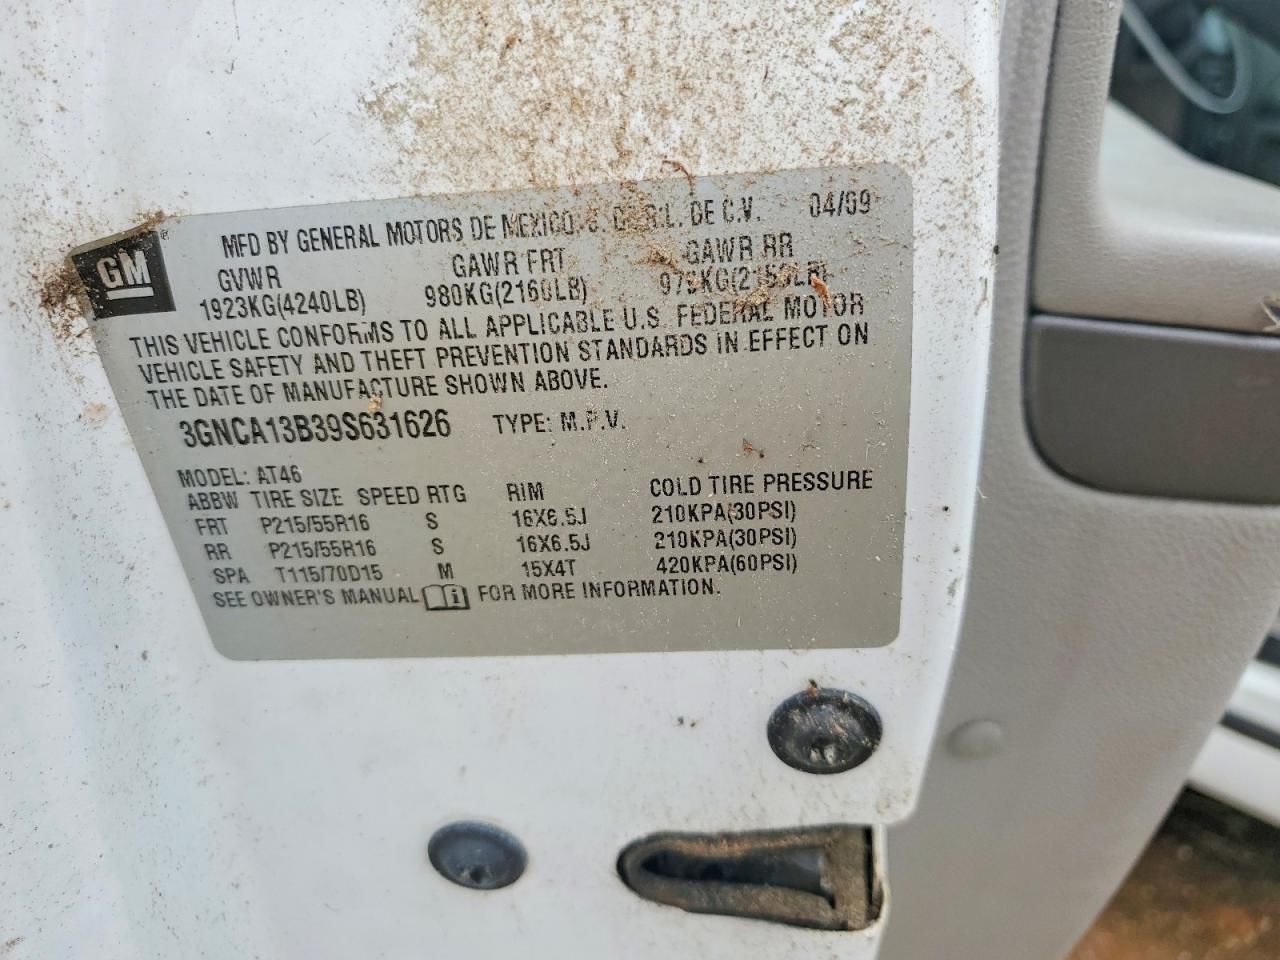 GM
MFD BY GENERAL MOTORS DE MEXICO, S. DE R.L. DE C.V. 04/09
GVWR GAWR FRT GAWR RR
1923KG(4240LB) 980KG(2160LB)
THIS VEHICLE CONFORMS TO ALL APPLICABLE U.S. FEDERAL MOTOR
VEHICLE SAFETY AND THEFT PREVENTION STANDARDS IN EFFECT ON
THE DATE OF MANUFACTURE SHOWN ABOVE.
3GNCA13B39S631626 TYPE: M.P.V.
MODEL: AT46
ABBW TIRE SIZE SPEED RTG RIM COLD TIRE PRESSURE
FRT P215/55R16 S 16X6.5J 210KPA(30PSI)
RR P215/55R16 S 16X6.5J 210KPA(30PSI)
SPA T115/70D15 M 15X4T 420KPA(60PSI)
SEE OWNER'S MANUAL i FOR MORE INFORMATION.